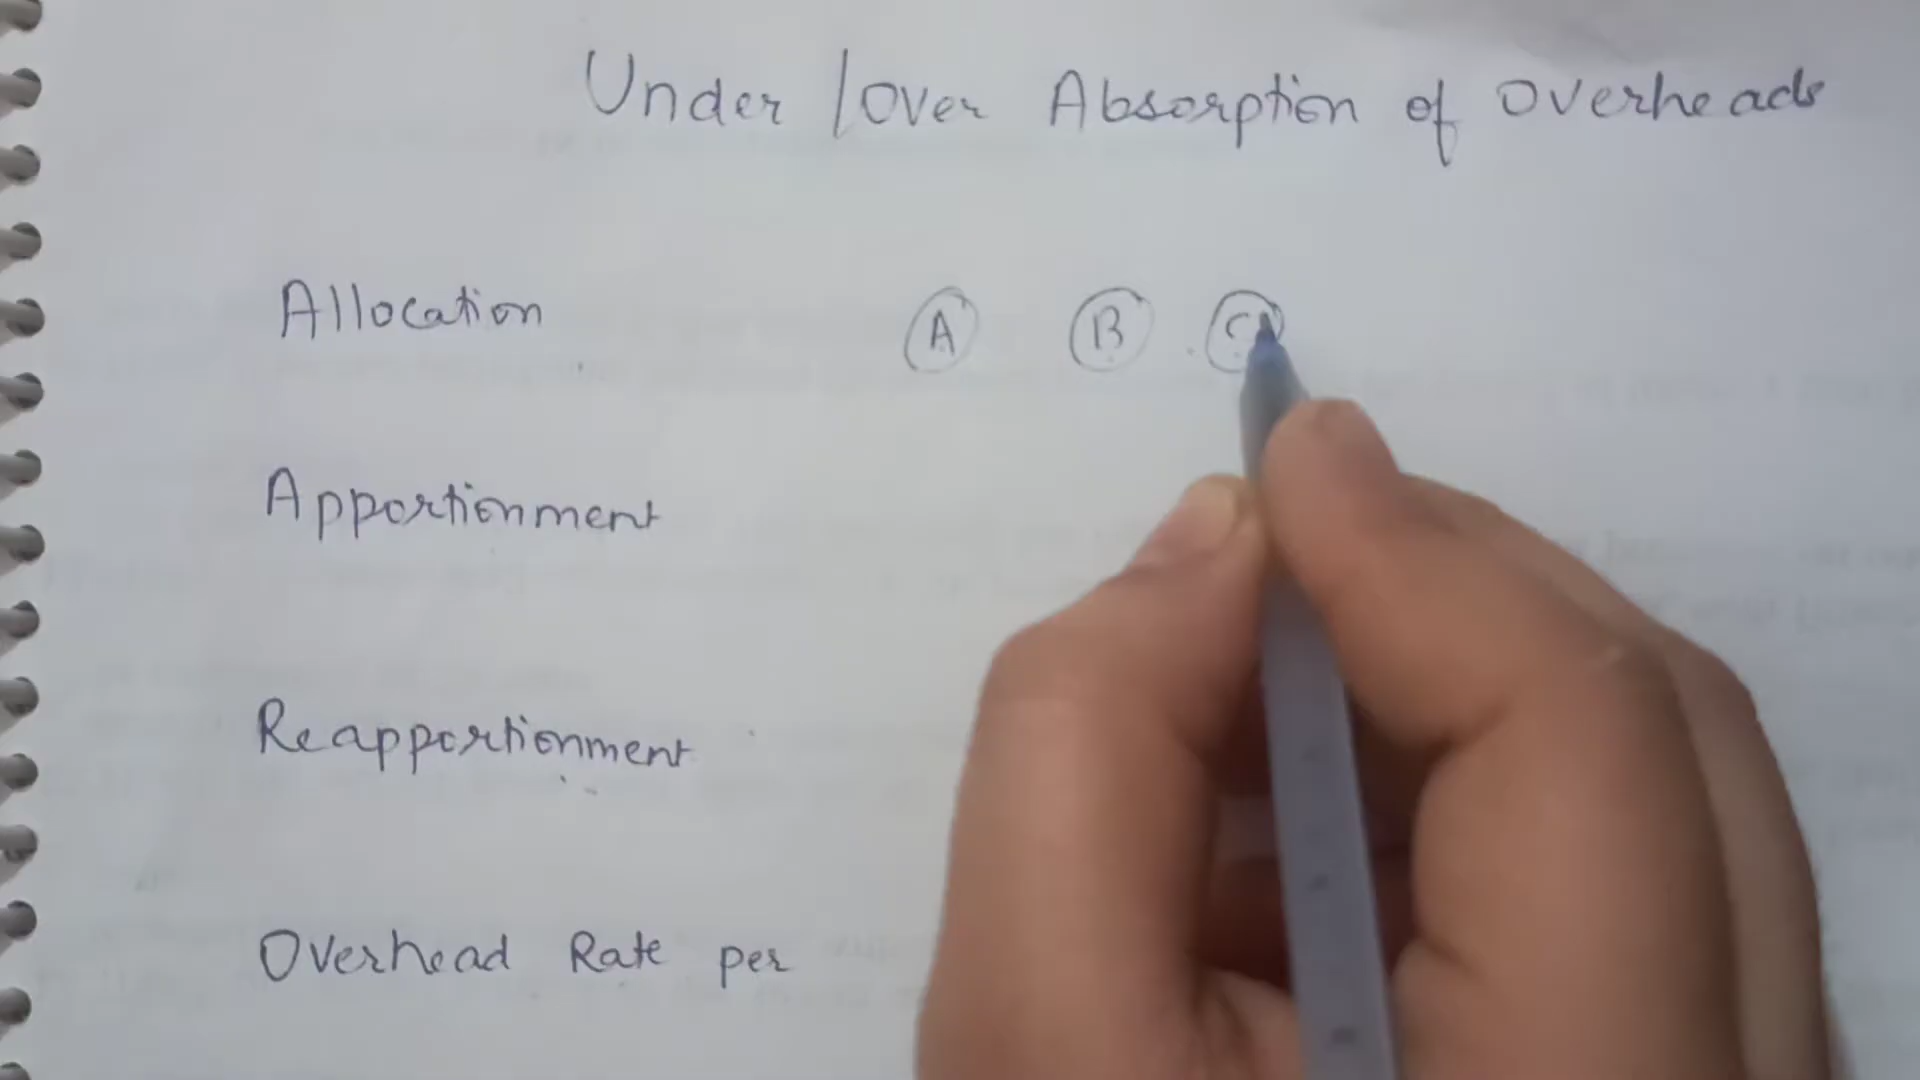 Under / Over Absorption of Overheads
Allocation A B C
Apportionment
Reapportionment
Overhead Rate per